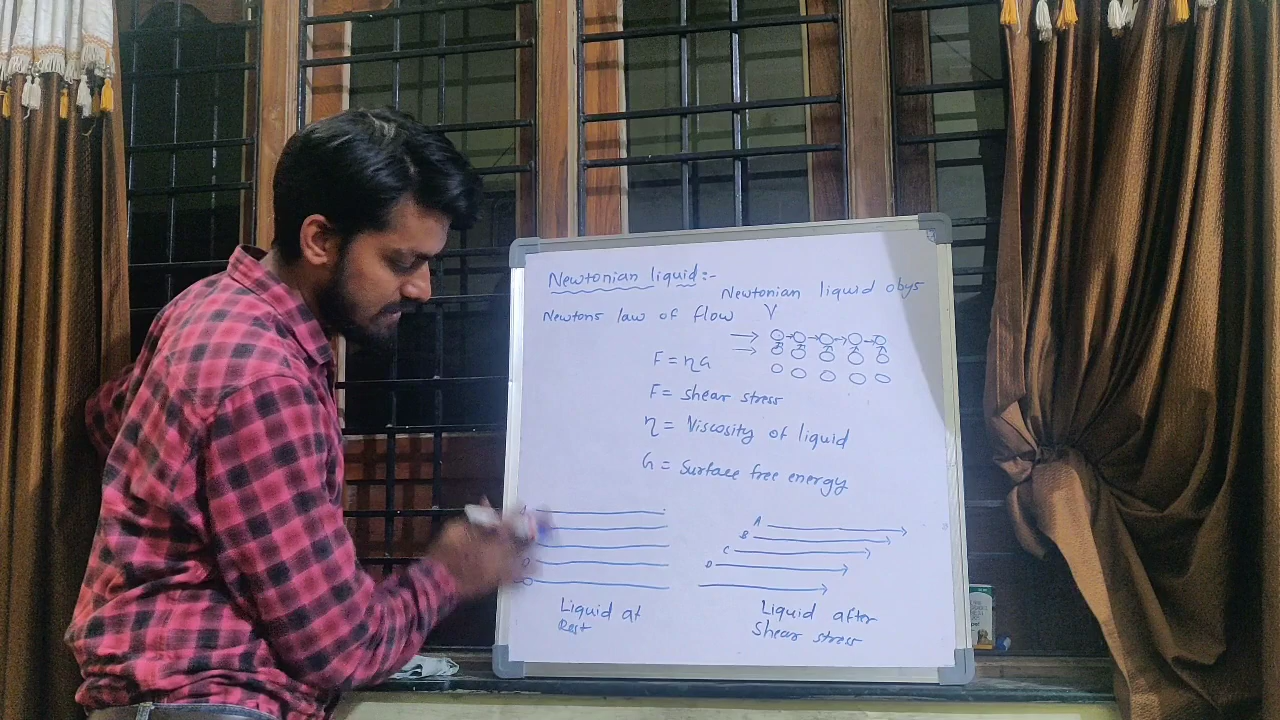 Newtonian liquid:-
Newtonian liquid obys
Newtons law of flow
V
F = ηG
F = shear stress
η = Viscosity of liquid
G = Surface free energy
A
B
C
D
Liquid at
Rest
Liquid after
Shear stress